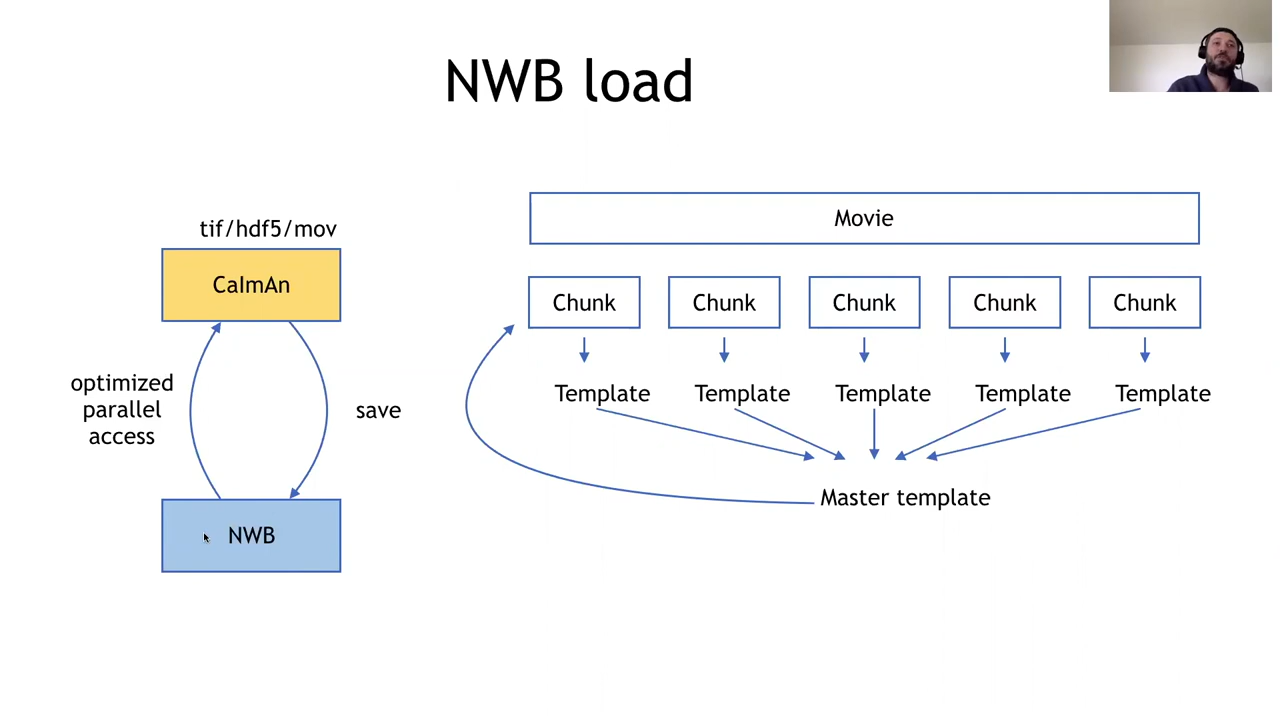 NWB load
tif/hdf5/mov
CaImAn
optimized
parallel
access
save
NWB
Movie
Chunk
Chunk
Chunk
Chunk
Chunk
Template
Template
Template
Template
Template
Master template